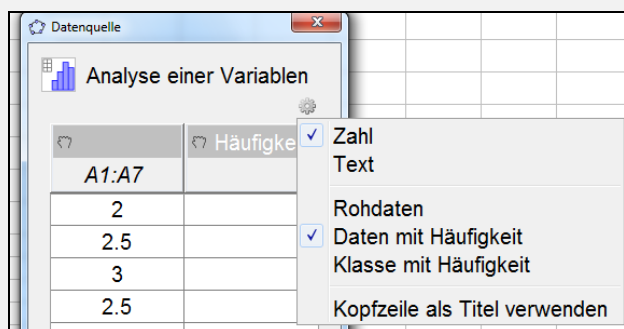 Datenquelle
Analyse einer Variablen
Häufigke
A1:A7
2
2.5
3
2.5
Zahl
Text
Rohdaten
Daten mit Häufigkeit
Klasse mit Häufigkeit
Kopfzeile als Titel verwenden